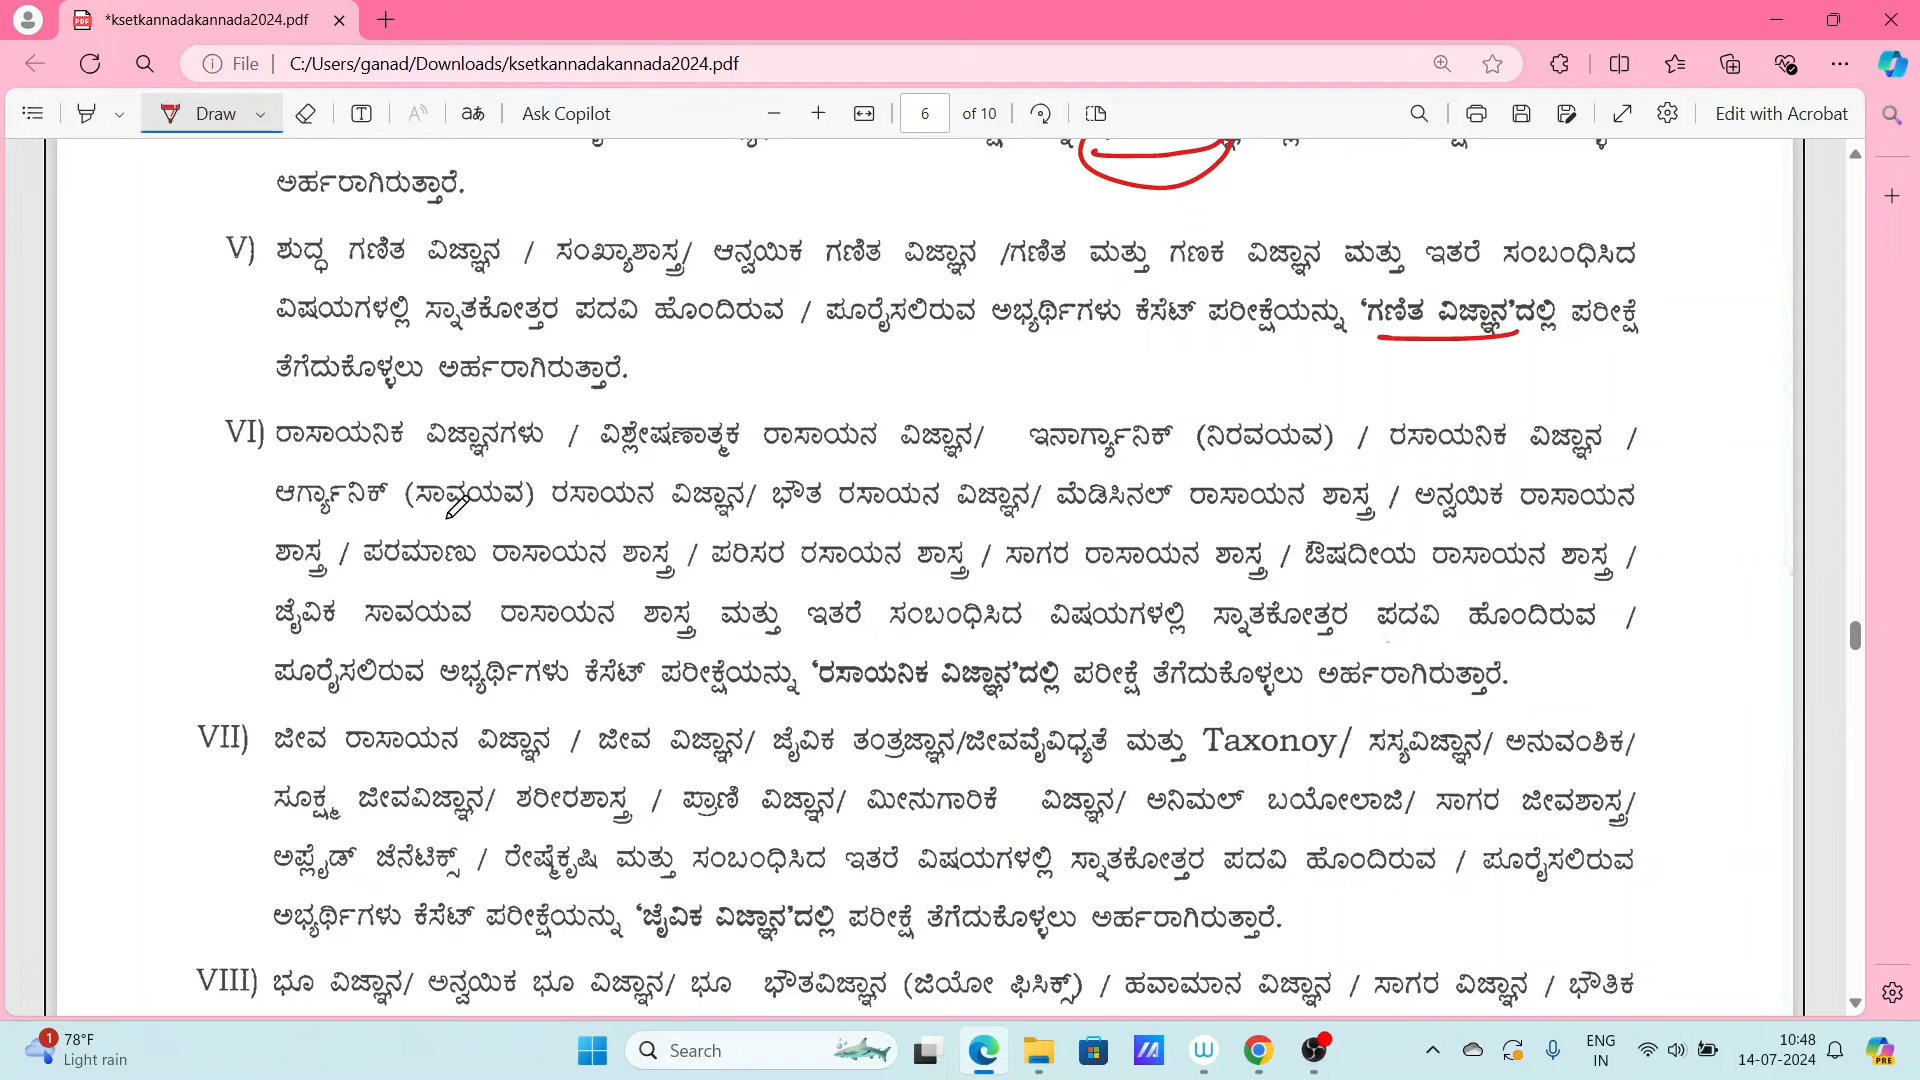 *ksetkannadakannada2024.pdf
File
C:/Users/ganad/Downloads/ksetkannadakannada2024.pdf
Draw
Ask Copilot
6 of 10
Edit with Acrobat
ಅರ್ಹರಾಗಿರುತ್ತಾರೆ.
V) ಶುದ್ಧ ಗಣಿತ ವಿಜ್ಞಾನ / ಸಂಖ್ಯಾಶಾಸ್ತ್ರ/ ಆನ್ವಯಿಕ ಗಣಿತ ವಿಜ್ಞಾನ /ಗಣಿತ ಮತ್ತು ಗಣಕ ವಿಜ್ಞಾನ ಮತ್ತು ಇತರೆ ಸಂಬಂಧಿಸಿದ
ವಿಷಯಗಳಲ್ಲಿ ಸ್ನಾತಕೋತ್ತರ ಪದವಿ ಹೊಂದಿರುವ / ಪೂರೈಸಲಿರುವ ಅಭ್ಯರ್ಥಿಗಳು ಕೆಸೆಟ್ ಪರೀಕ್ಷೆಯನ್ನು ‘ಗಣಿತ ವಿಜ್ಞಾನ’ದಲ್ಲಿ ಪರೀಕ್ಷೆ
ತೆಗೆದುಕೊಳ್ಳಲು ಅರ್ಹರಾಗಿರುತ್ತಾರೆ.
VI) ರಾಸಾಯನಿಕ ವಿಜ್ಞಾನಗಳು / ವಿಶ್ಲೇಷಣಾತ್ಮಕ ರಾಸಾಯನ ವಿಜ್ಞಾನ/ ಇನಾರ್ಗ್ಯಾನಿಕ್ (ನಿರವಯವ) / ರಸಾಯನಿಕ ವಿಜ್ಞಾನ /
ಆರ್ಗ್ಯಾನಿಕ್ (ಸಾವಯವ) ರಸಾಯನ ವಿಜ್ಞಾನ/ ಭೌತ ರಸಾಯನ ವಿಜ್ಞಾನ/ ಮೆಡಿಸಿನಲ್ ರಾಸಾಯನ ಶಾಸ್ತ್ರ / ಅನ್ವಯಿಕ ರಾಸಾಯನ
ಶಾಸ್ತ್ರ / ಪರಮಾಣು ರಾಸಾಯನ ಶಾಸ್ತ್ರ / ಪರಿಸರ ರಸಾಯನ ಶಾಸ್ತ್ರ / ಸಾಗರ ರಾಸಾಯನ ಶಾಸ್ತ್ರ / ಔಷದೀಯ ರಾಸಾಯನ ಶಾಸ್ತ್ರ /
ಜೈವಿಕ ಸಾವಯವ ರಾಸಾಯನ ಶಾಸ್ತ್ರ ಮತ್ತು ಇತರೆ ಸಂಬಂಧಿಸಿದ ವಿಷಯಗಳಲ್ಲಿ ಸ್ನಾತಕೋತ್ತರ ಪದವಿ ಹೊಂದಿರುವ /
ಪೂರೈಸಲಿರುವ ಅಭ್ಯರ್ಥಿಗಳು ಕೆಸೆಟ್ ಪರೀಕ್ಷೆಯನ್ನು ‘ರಸಾಯನಿಕ ವಿಜ್ಞಾನ’ದಲ್ಲಿ ಪರೀಕ್ಷೆ ತೆಗೆದುಕೊಳ್ಳಲು ಅರ್ಹರಾಗಿರುತ್ತಾರೆ.
VII) ಜೀವ ರಾಸಾಯನ ವಿಜ್ಞಾನ / ಜೀವ ವಿಜ್ಞಾನ/ ಜೈವಿಕ ತಂತ್ರಜ್ಞಾನ/ಜೀವವೈವಿಧ್ಯತೆ ಮತ್ತು Taxonoy/ ಸಸ್ಯವಿಜ್ಞಾನ/ ಅನುವಂಶಿಕ/
ಸೂಕ್ಷ್ಮ ಜೀವವಿಜ್ಞಾನ/ ಶರೀರಶಾಸ್ತ್ರ / ಪ್ರಾಣಿ ವಿಜ್ಞಾನ/ ಮೀನುಗಾರಿಕೆ ವಿಜ್ಞಾನ/ ಅನಿಮಲ್ ಬಯೋಲಾಜಿ/ ಸಾಗರ ಜೀವಶಾಸ್ತ್ರ/
ಅಪ್ಲೈಡ್ ಜೆನೆಟಿಕ್ಸ್ / ರೇಷ್ಮೆಕೃಷಿ ಮತ್ತು ಸಂಬಂಧಿಸಿದ ಇತರೆ ವಿಷಯಗಳಲ್ಲಿ ಸ್ನಾತಕೋತ್ತರ ಪದವಿ ಹೊಂದಿರುವ / ಪೂರೈಸಲಿರುವ
ಅಭ್ಯರ್ಥಿಗಳು ಕೆಸೆಟ್ ಪರೀಕ್ಷೆಯನ್ನು ‘ಜೈವಿಕ ವಿಜ್ಞಾನ’ದಲ್ಲಿ ಪರೀಕ್ಷೆ ತೆಗೆದುಕೊಳ್ಳಲು ಅರ್ಹರಾಗಿರುತ್ತಾರೆ.
VIII) ಭೂ ವಿಜ್ಞಾನ/ ಅನ್ವಯಿಕ ಭೂ ವಿಜ್ಞಾನ/ ಭೂ ಭೌತವಿಜ್ಞಾನ (ಜಿಯೋ ಫಿಸಿಕ್ಸ್) / ಹವಾಮಾನ ವಿಜ್ಞಾನ / ಸಾಗರ ವಿಜ್ಞಾನ / ಭೌತಿಕ
1
78°F
Light rain
Search
ENG
IN
10:48
14-07-2024
PRE